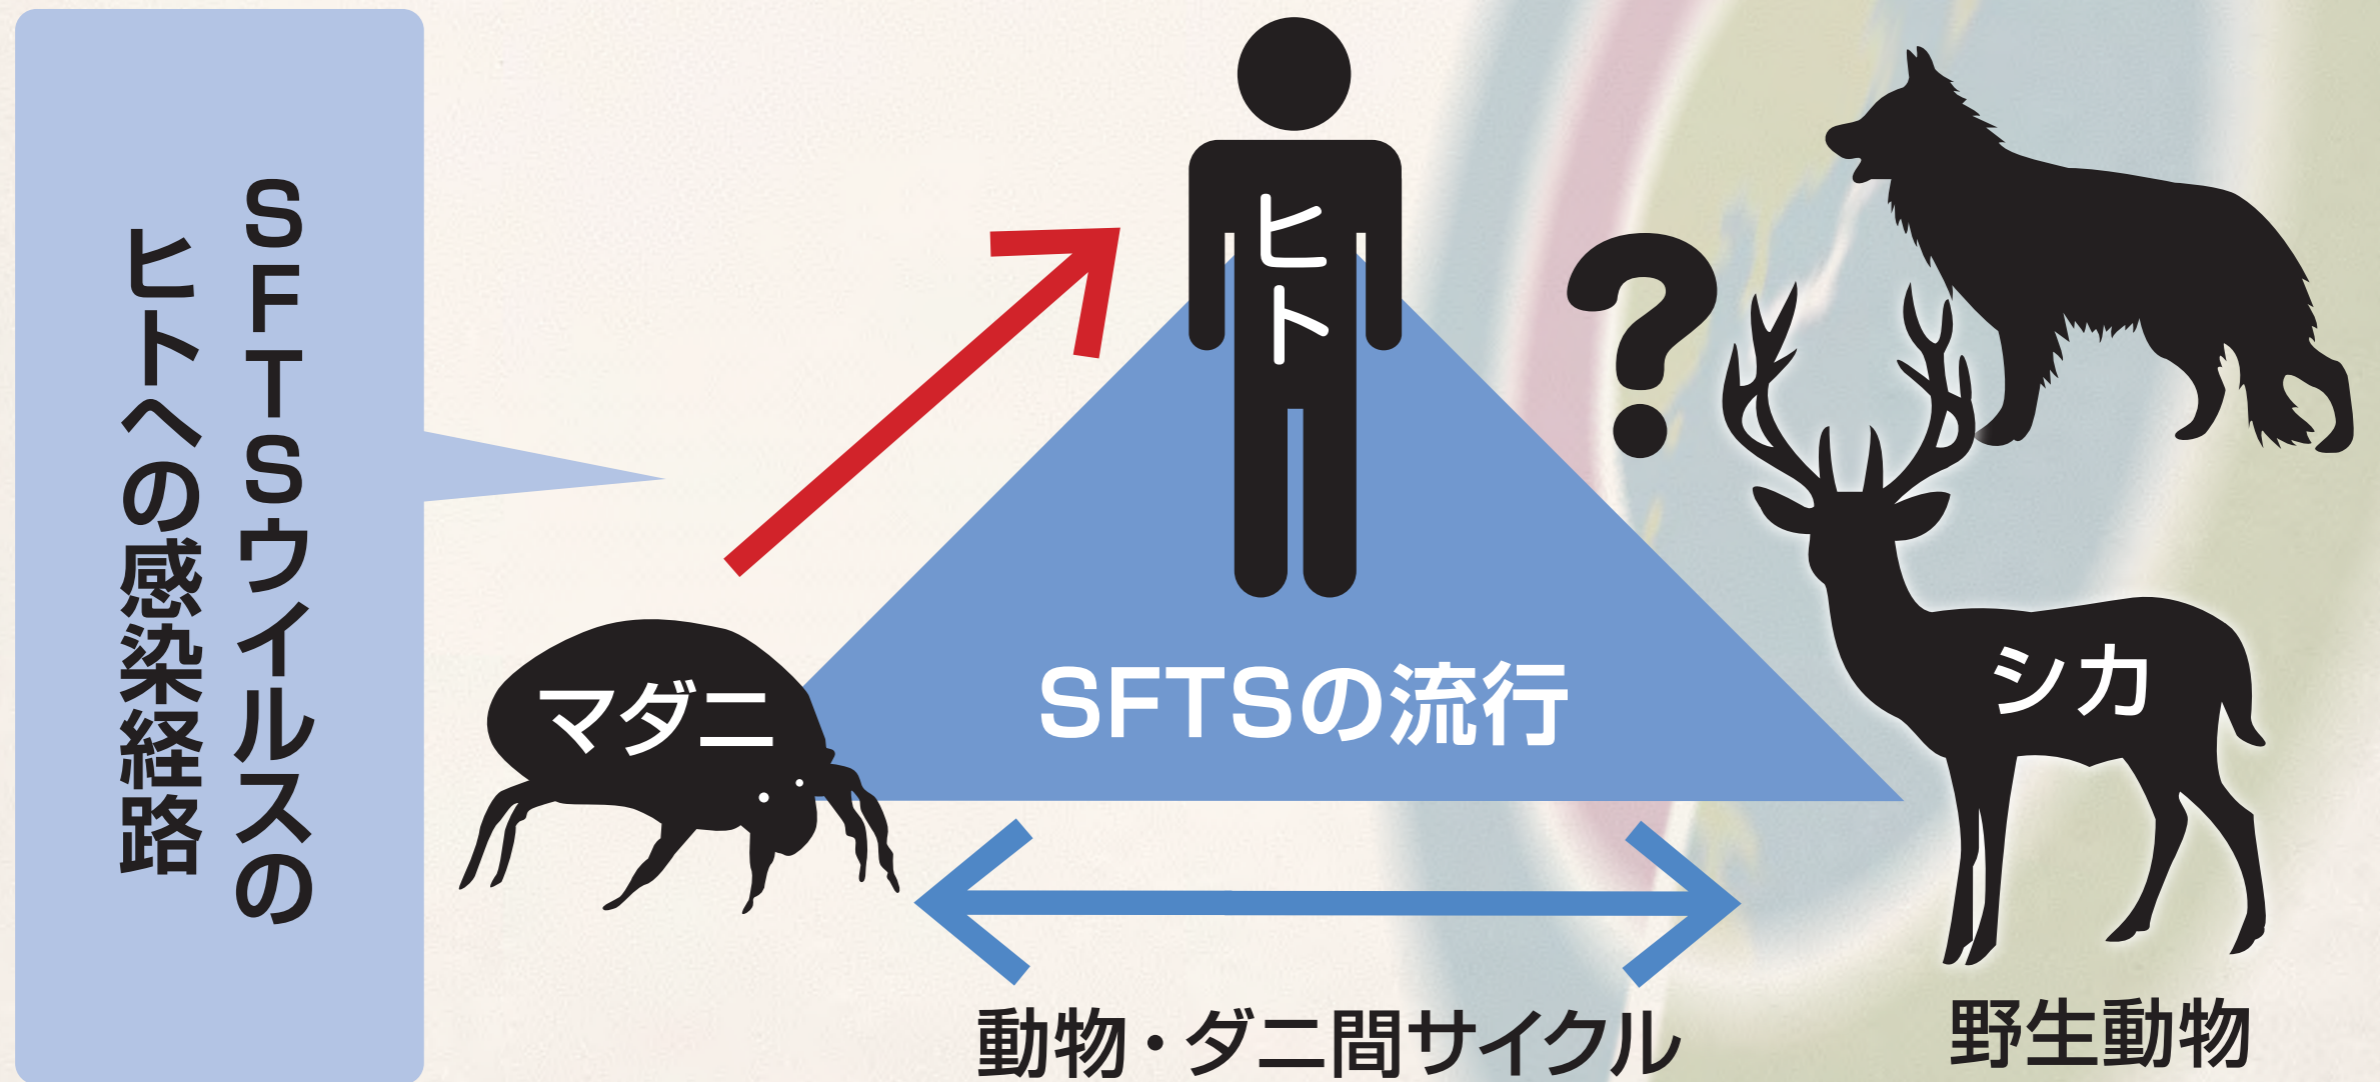 SFTSウイルスの
ヒトへの感染経路
ヒト
?
マダニ
SFTSの流行
シカ
動物・ダニ間サイクル
野生動物